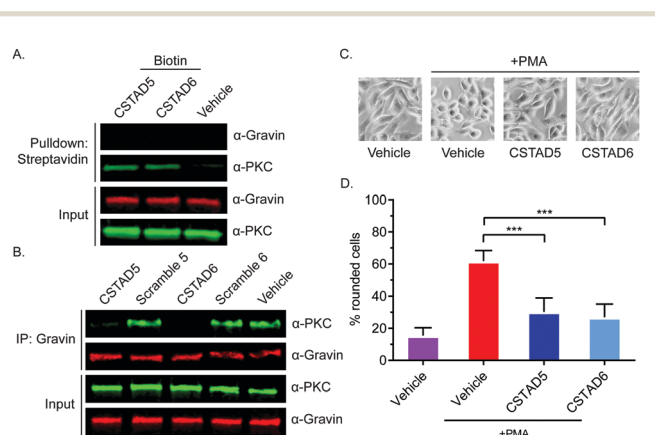 A.
Biotin
CSTAD5
CSTAD6
Vehicle
Pulldown:
Streptavidin
α-Gravin
α-PKC
Input
α-Gravin
α-PKC
B.
CSTAD5
Scramble 5
CSTAD6
Scramble 6
Vehicle
IP: Gravin
α-PKC
α-Gravin
Input
α-PKC
α-Gravin
C.
+PMA
Vehicle
Vehicle
CSTAD5
CSTAD6
D.
% rounded cells
100
80
60
40
20
0
***
***
Vehicle
Vehicle
CSTAD5
CSTAD6
+PMA